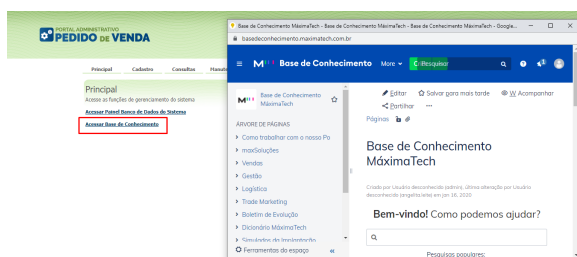 PORTAL ADMINISTRATIVO
PEDIDO DE VENDA
Principal Cadastro Consultas
Principal
Acesse as funções de gerenciamento do sistema
Acessar Painel Banco de Dados do Sistema
Acessar Base de Conhecimento
Base de Conhecimento MáximaTech - Base de Conhecimento MáximaTech - Base de Conhecimento MáximaTech - Google...
basedeconhecimento.maximatech.com.br
Base de Conhecimento More Pesquisar
Base de Conhecimento
MáximaTech
ÁRVORE DE PÁGINAS
Como trabalhar com o nosso Po
maxSoluções
Vendas
Gestão
Logística
Trade Marketing
Boletim de Evolução
Dicionário MáximaTech
Simulador de Implantação
Ferramentas do espaço
Editar Salvar para mais tarde W Acompanhar
Partilhar ...
Páginas
Base de Conhecimento
MáximaTech
Criado por Usuário desconhecido (admin), última alteração por Usuário
desconhecido (angelita.leite) em jan 16, 2020
Bem-vindo! Como podemos ajudar?
Pesquisas populares: